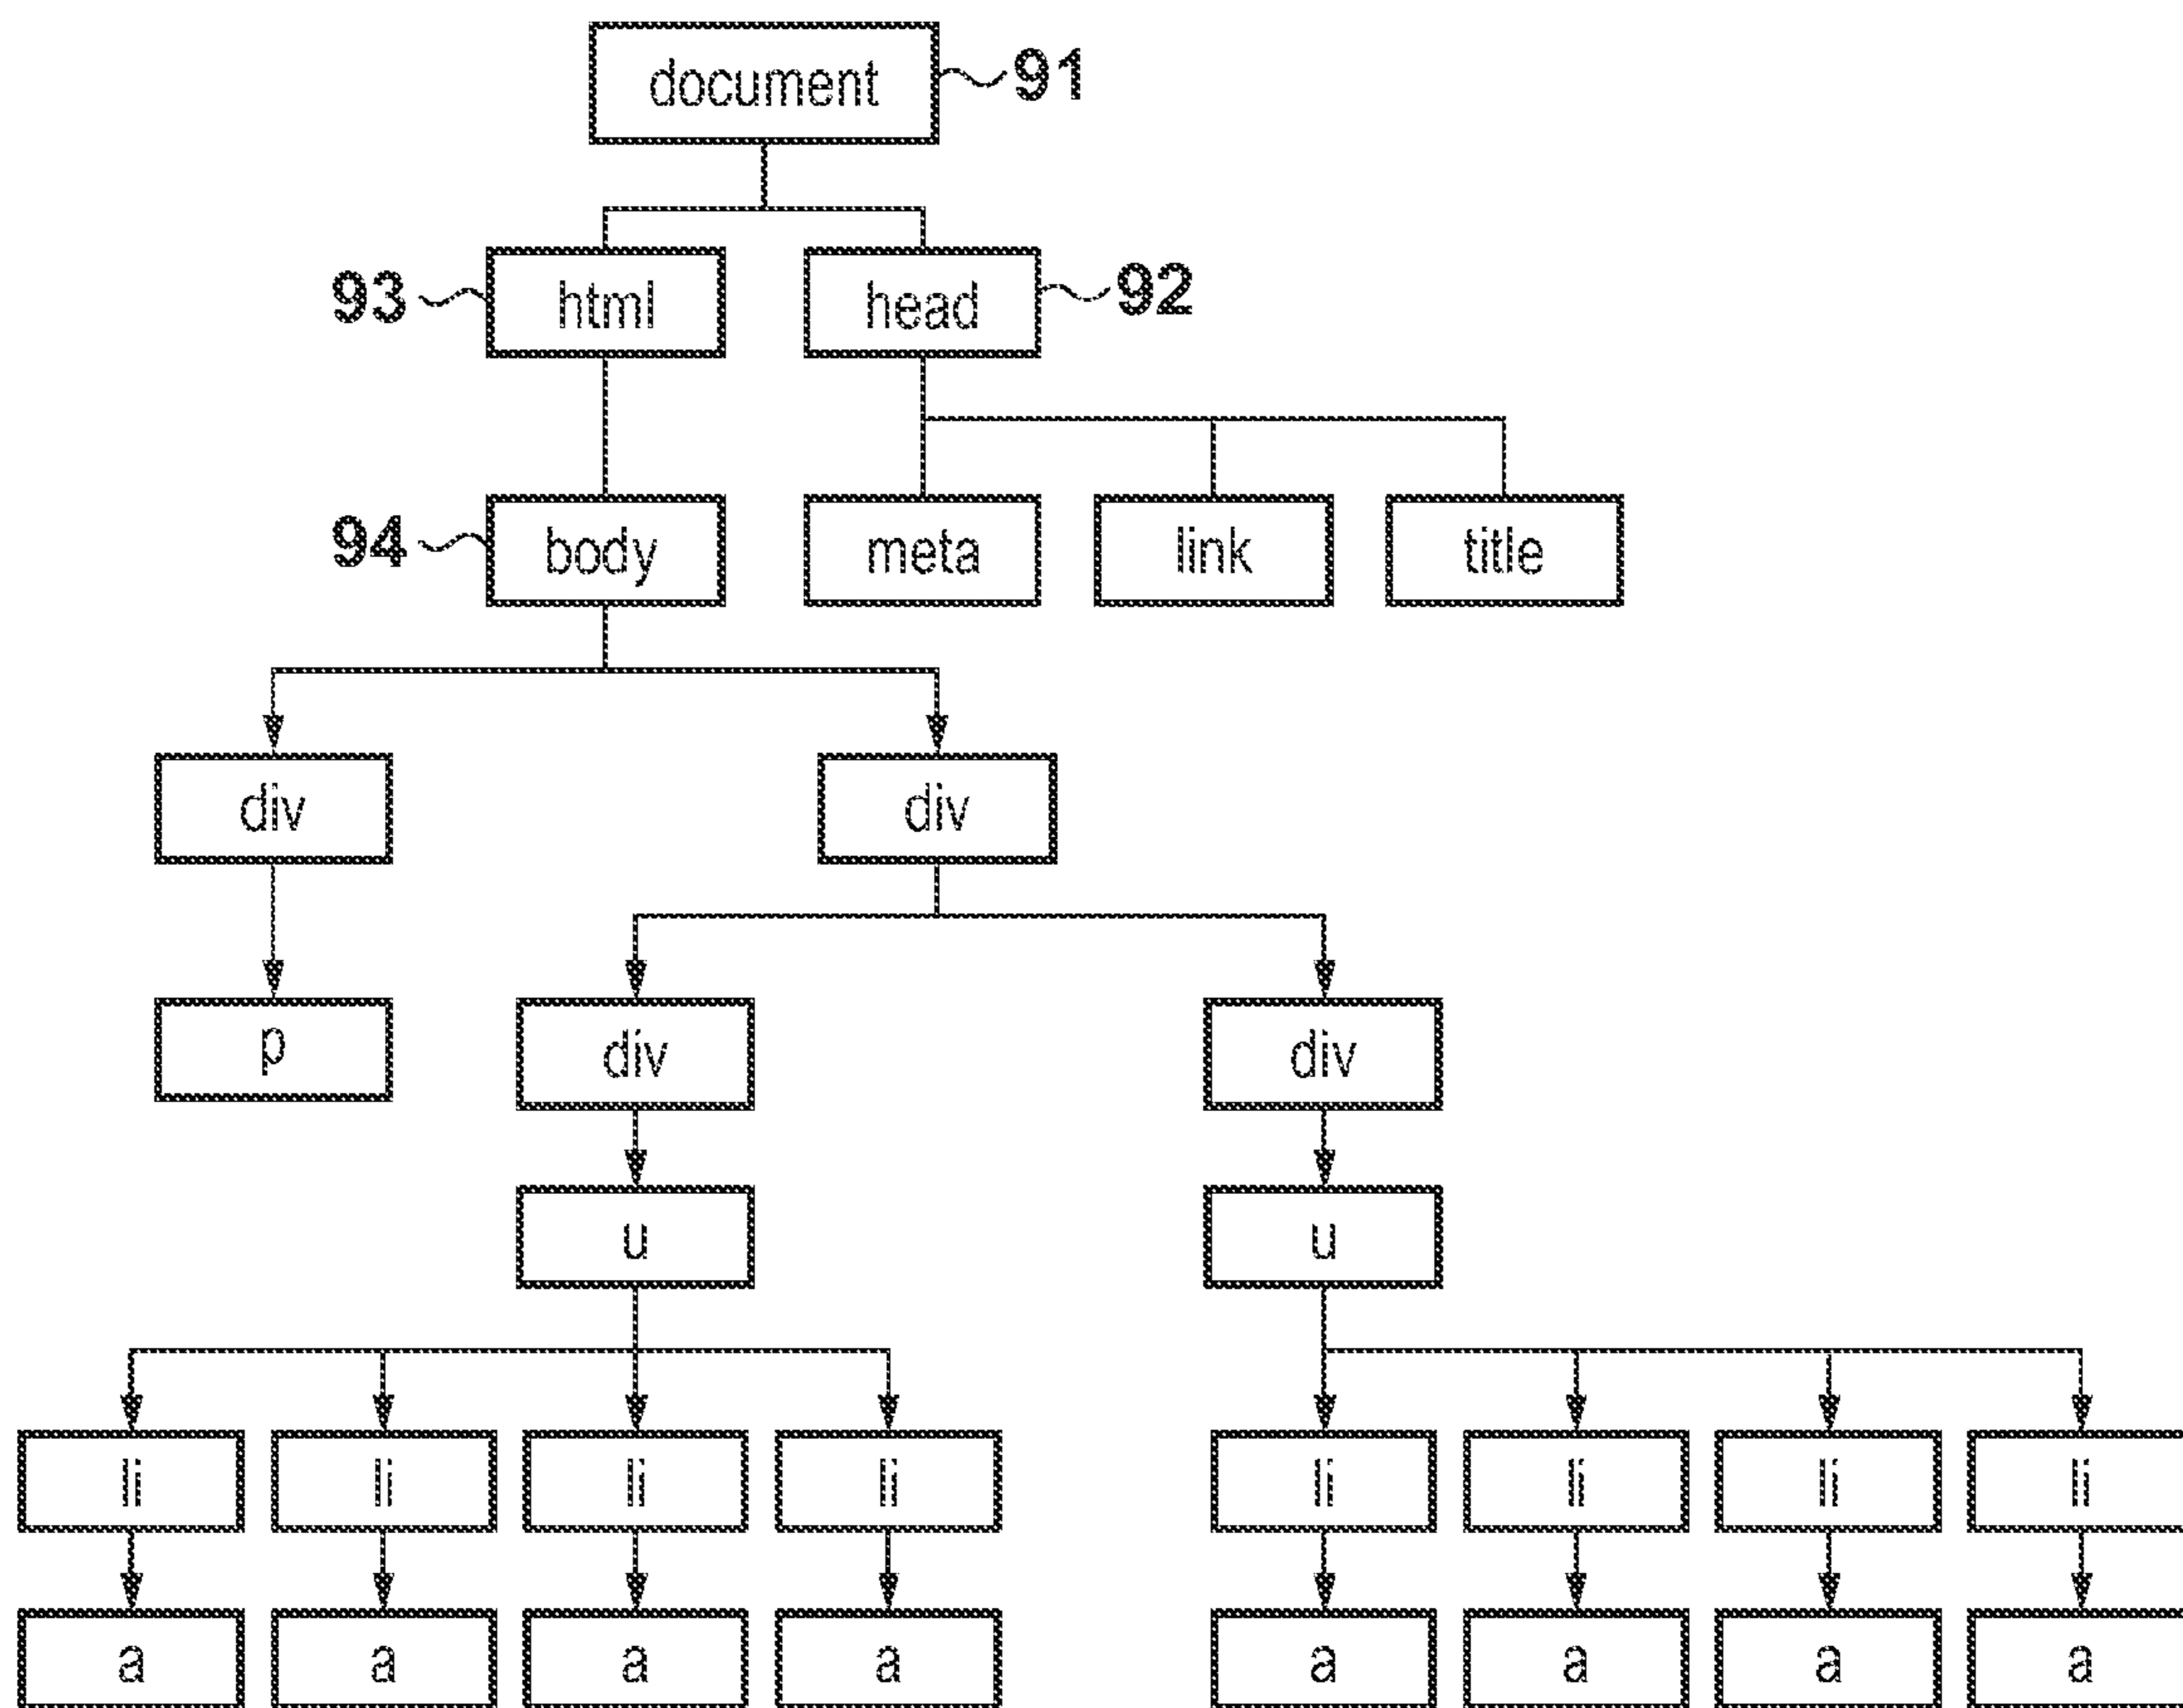 document 91
93 html head 92
94 body meta link title
div div
p div div
u u
li li li li li li li li
a a a a a a a a